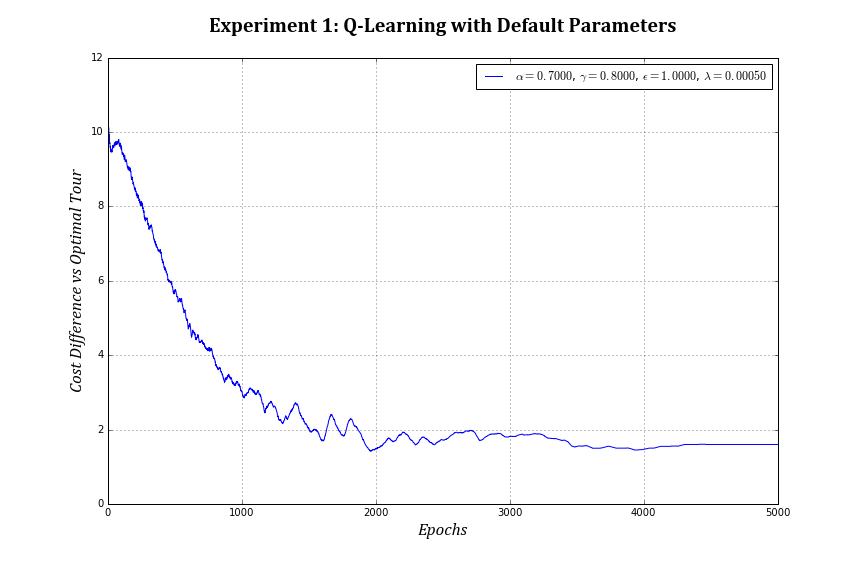 Experiment 1: Q-Learning with Default Parameters
α = 0.7000, γ = 0.8000, ϵ = 1.0000, λ = 0.00050
Cost Difference vs Optimal Tour
12
10
8
6
4
2
0
0 1000 2000 3000 4000 5000
Epochs